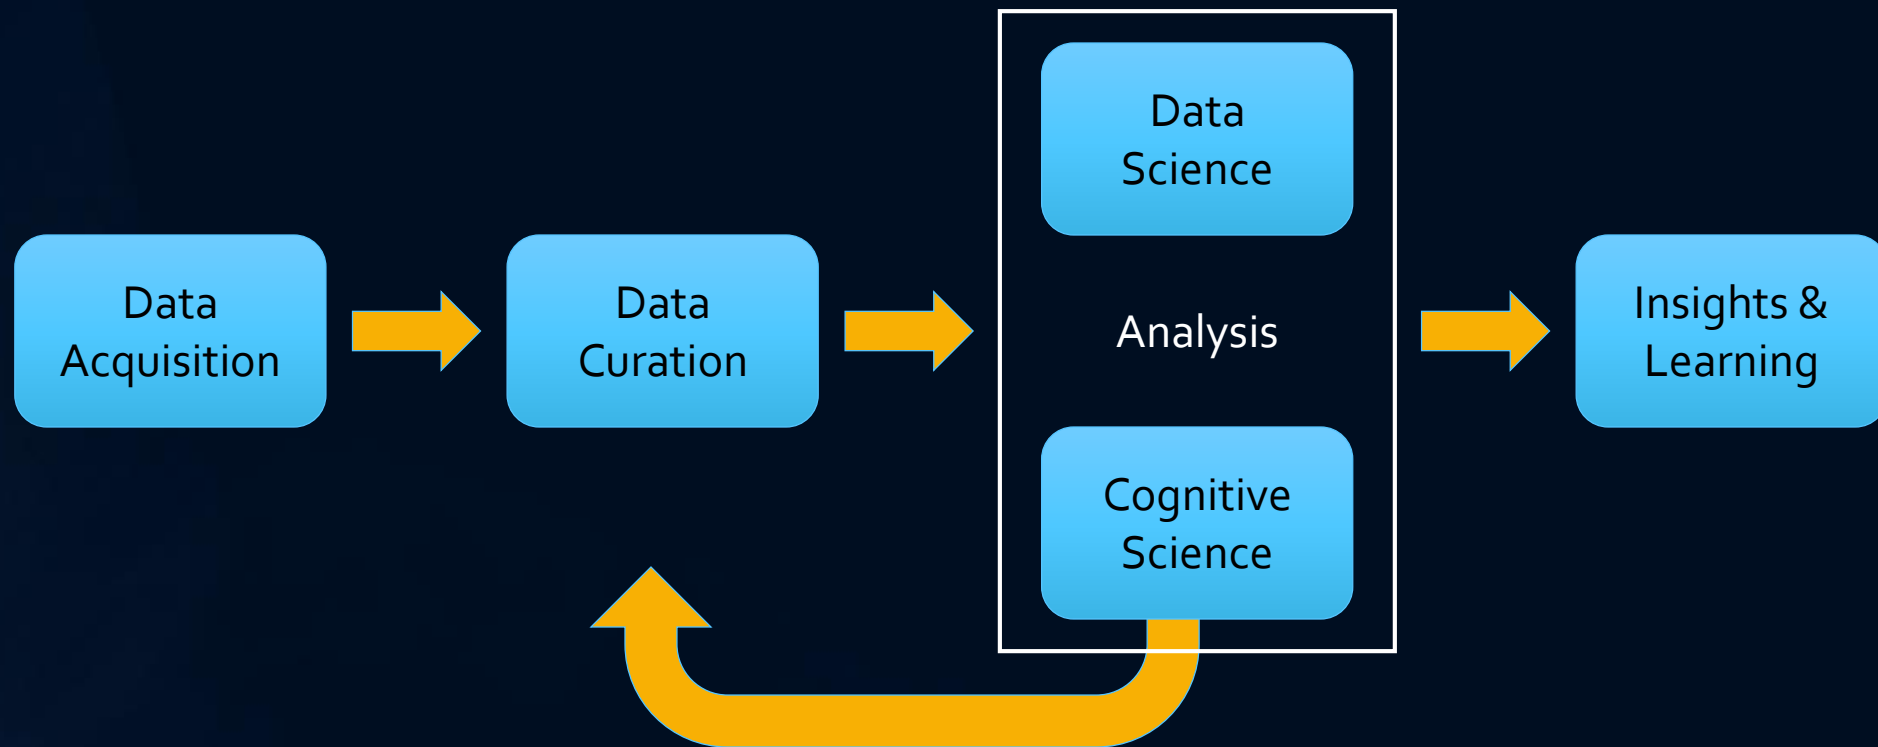 Data
Acquisition
Data
Curation
Data
Science
Analysis
Cognitive
Science
Insights &
Learning